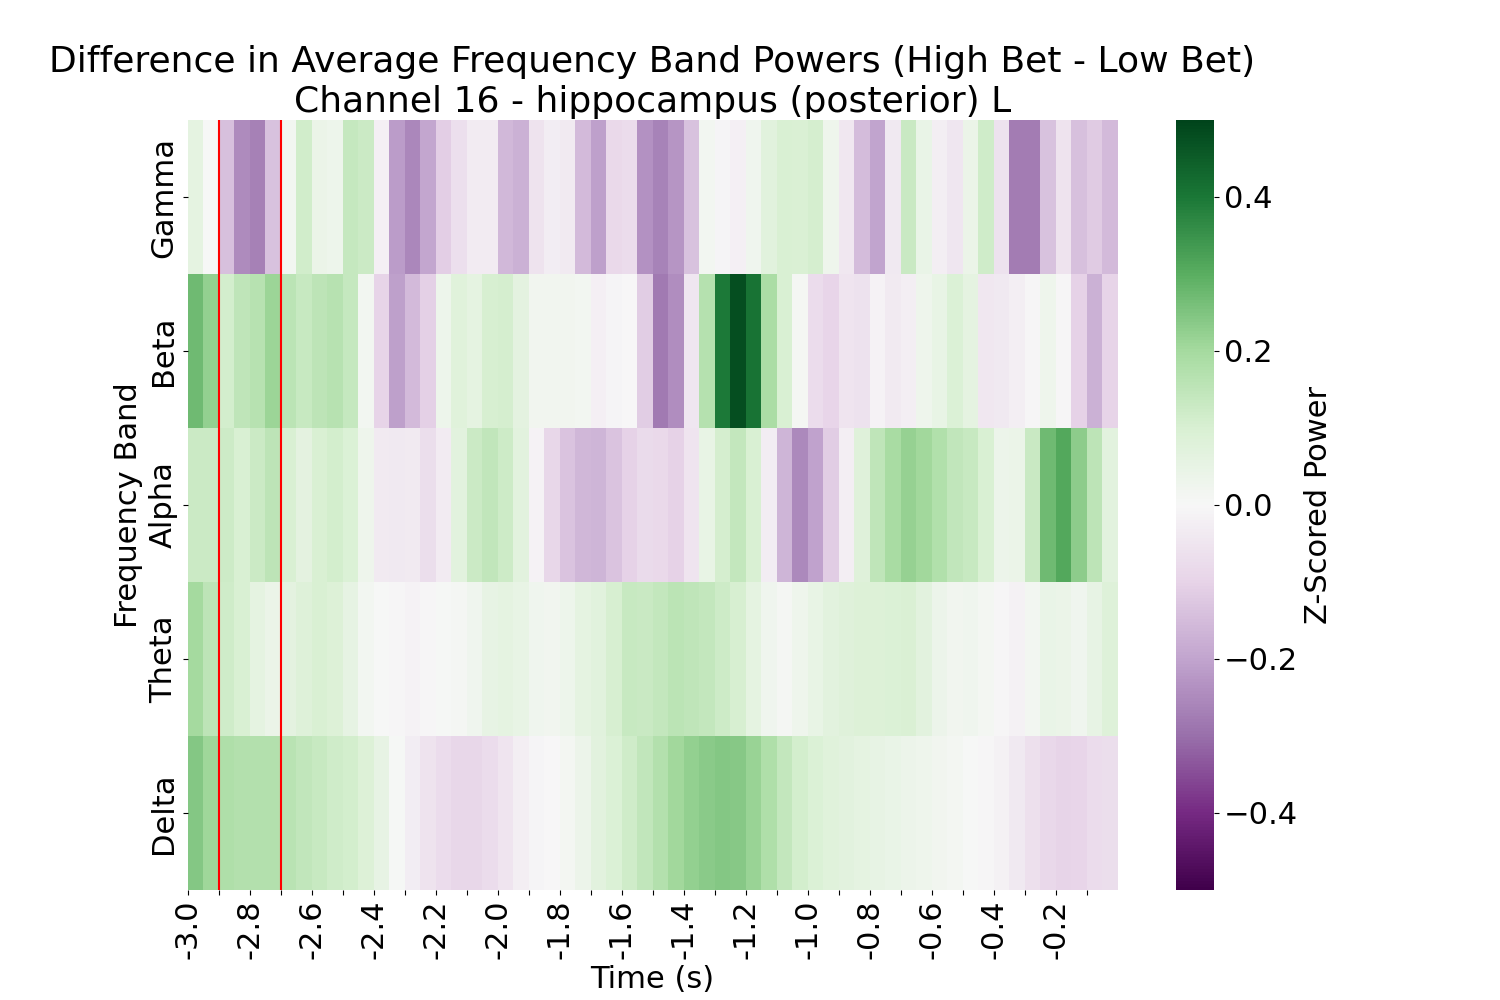 Difference in Average Frequency Band Powers (High Bet - Low Bet)
Channel 16 - hippocampus (posterior) L
Frequency Band
Gamma
Beta
Alpha
Theta
Delta
-3.0
-2.8
-2.6
-2.4
-2.2
-2.0
-1.8
-1.6
-1.4
-1.2
-1.0
-0.8
-0.6
-0.4
-0.2
Time (s)
0.4
0.2
0.0
−0.2
−0.4
Z-Scored Power